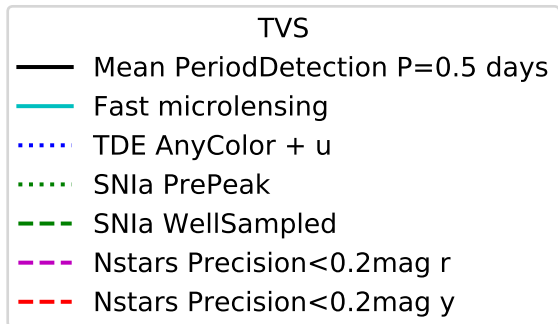 TVS
Mean PeriodDetection P=0.5 days
Fast microlensing
TDE AnyColor + u
SNIa PrePeak
SNIa WellSampled
Nstars Precision<0.2mag r
Nstars Precision<0.2mag y